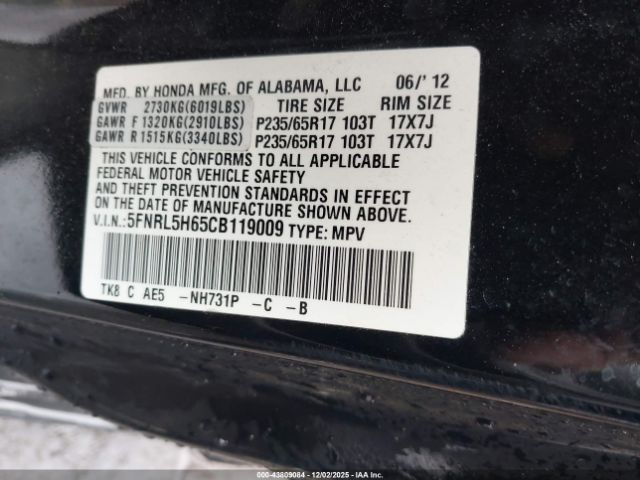 MFD. BY HONDA MFG. OF ALABAMA, LLC 06/'12
GVWR 2730KG(6019LBS) TIRE SIZE RIM SIZE
GAWR F 1320KG(2910LBS) P235/65R17 103T 17X7J
GAWR R 1515KG(3340LBS) P235/65R17 103T 17X7J
THIS VEHICLE CONFORMS TO ALL APPLICABLE
FEDERAL MOTOR VEHICLE SAFETY
AND THEFT PREVENTION STANDARDS IN EFFECT
ON THE DATE OF MANUFACTURE SHOWN ABOVE.
V.I.N.: 5FNRL5H65CB119009 TYPE: MPV
TK8 C AE5 -NH731P -C -B
000-43809084 - 12/02/2025 - IAAI.COM